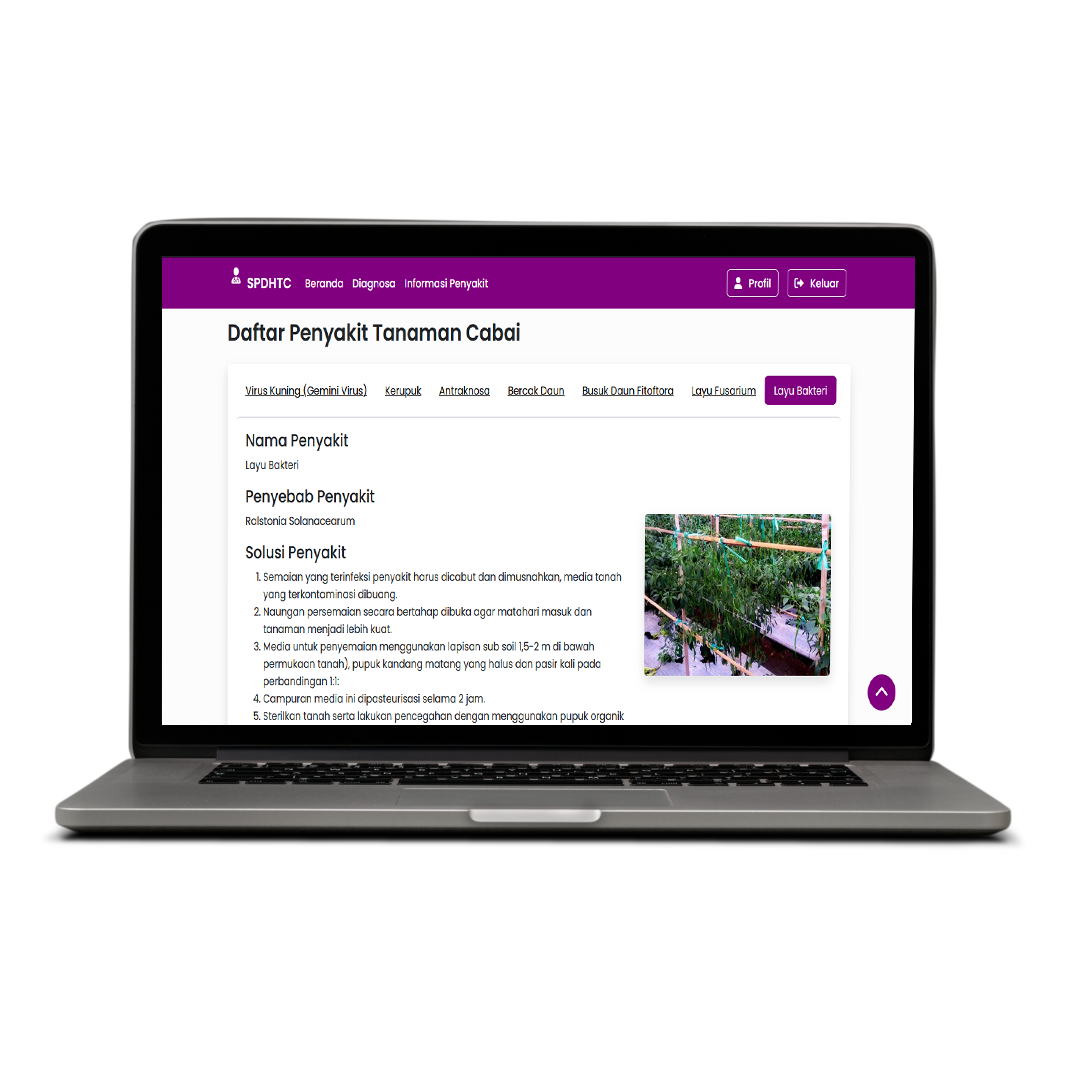 SPDHTC Beranda Diagnosa Informasi Penyakit Profil Keluar
Daftar Penyakit Tanaman Cabai
Virus Kuning (Gemini Virus) Kerupuk Antraknosa Bercak Daun Busuk Daun Fitoftora Layu Fusarium Layu Bakteri
Nama Penyakit
Layu Bakteri
Penyebab Penyakit
Ralstonia Solanacearum
Solusi Penyakit
1. Semaian yang terinfeksi penyakit harus dicabut dan dimusnahkan, media tanah
yang terkontaminasi dibuang.
2. Naungan persemaian secara bertahap dibuka agar matahari masuk dan
tanaman menjadi lebih kuat.
3. Media untuk penyemaian menggunakan lapisan sub soil 1,5-2 m di bawah
permukaan tanah), pupuk kandang matang yang halus dan pasir kali pada
perbandingan 1:1:
4. Campuran media ini dipasteurisasi selama 2 jam.
5. Sterilkan tanah serta lakukan pencegahan dengan menggunakan pupuk organik